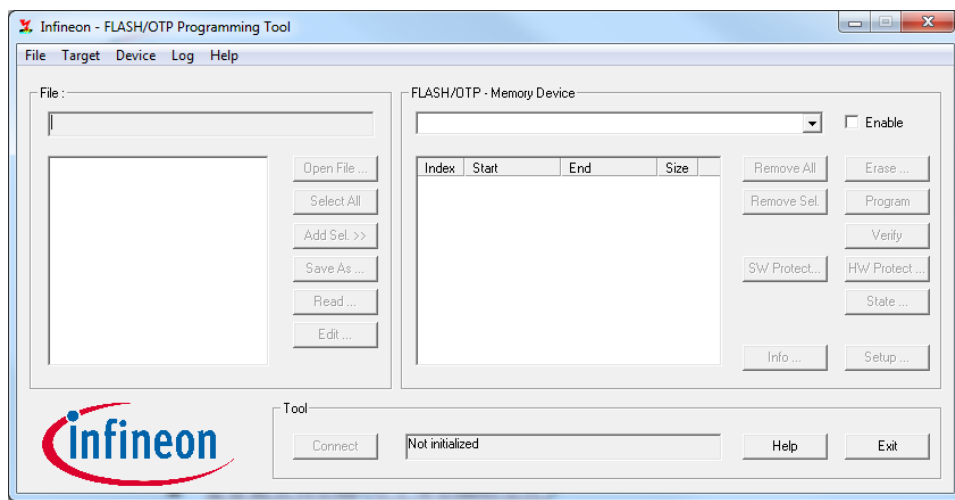 Infineon - FLASH/OTP Programming Tool
File Target Device Log Help
File :
Open File ...
Select All
Add Sel. >>
Save As ...
Read ...
Edit ...
FLASH/OTP - Memory Device
Enable
Index Start End Size
Remove All
Erase ...
Remove Sel.
Program
Verify
SW Protect...
HW Protect ...
State ...
Info ...
Setup ...
infineon
Tool
Connect
Not initialized
Help
Exit